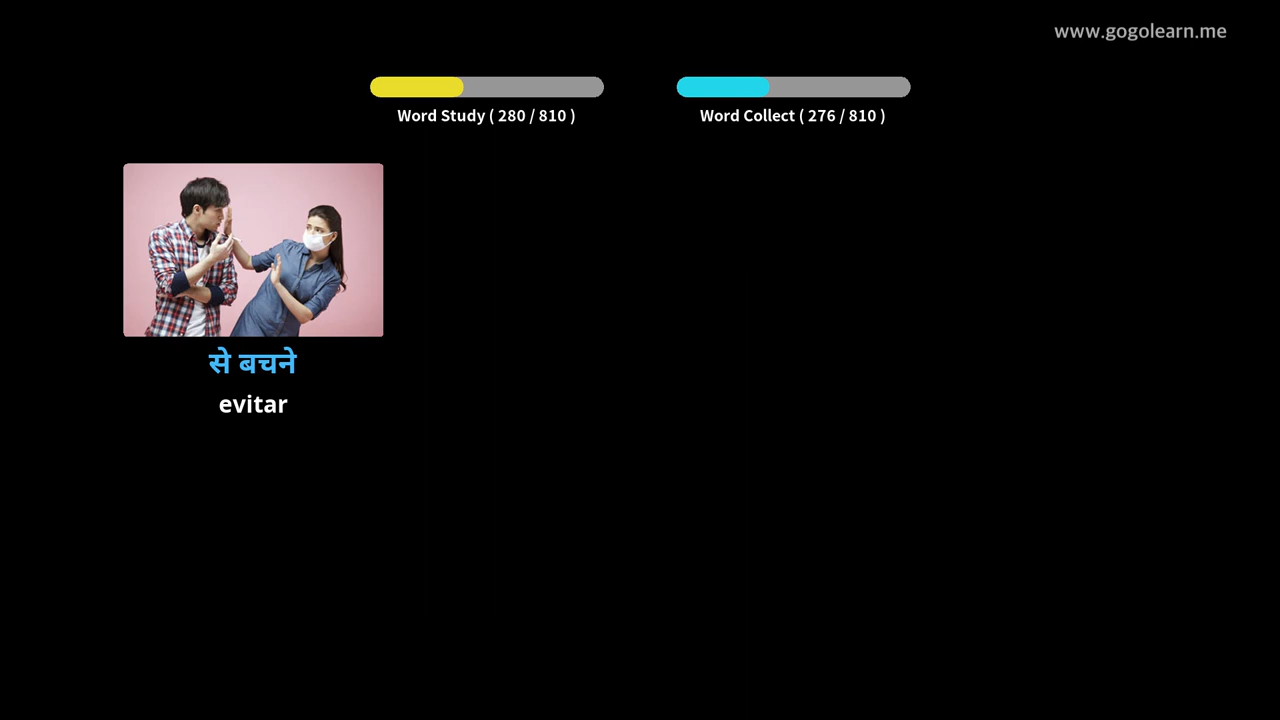 www.gogolearn.me
Word Study ( 280 / 810 )
Word Collect ( 276 / 810 )
से बचने
evitar